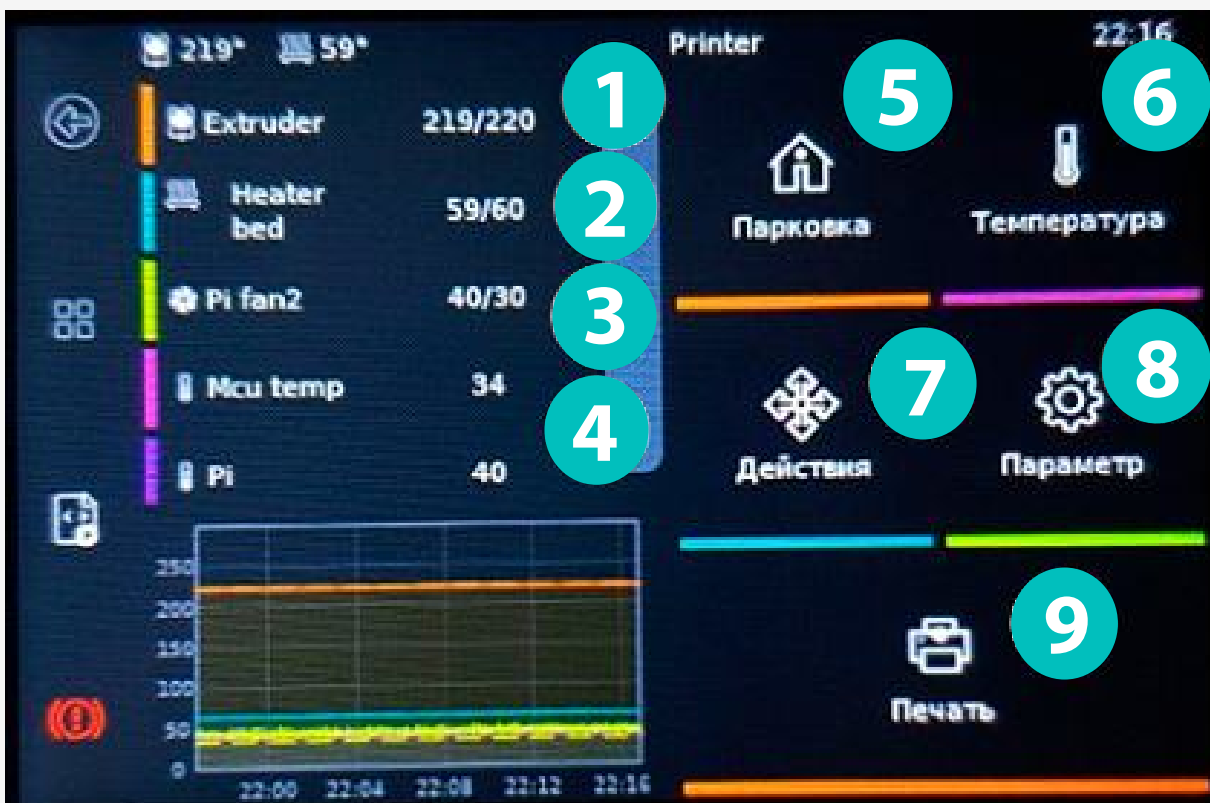 219° 59° Printer 22:16
1
Extruder 219/220
5
6
Heater
bed
59/60
2
Парковка
Температура
Pi fan2 40/30
3
Mcu temp 34
4
7
8
Pi 40
Действия
Параметр
250
200
150
100
50
0
22:00 22:04 22:08 22:12 22:16
9
Печать